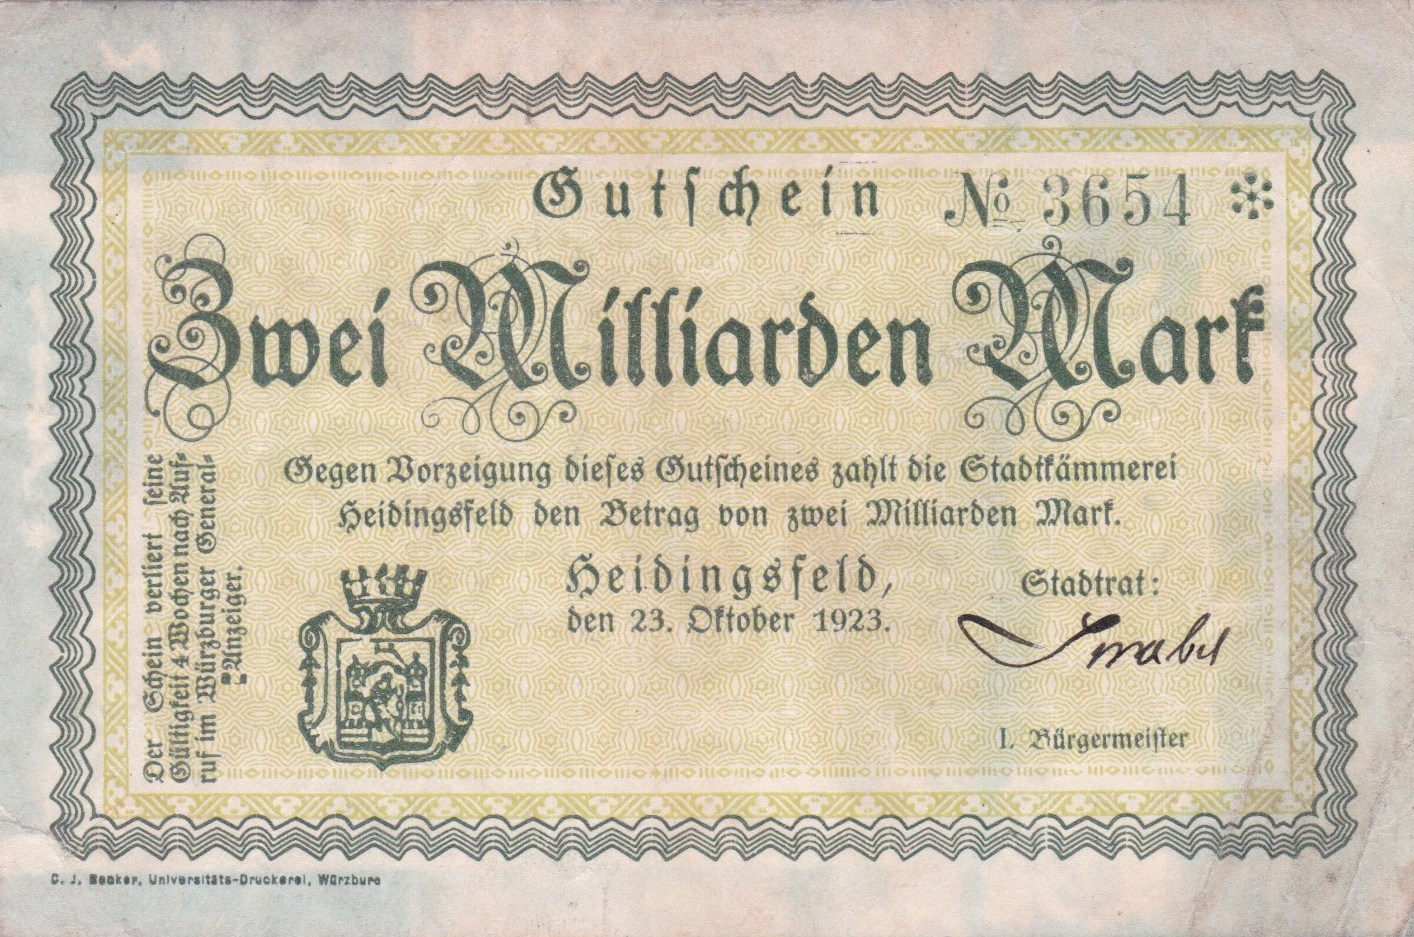 Gutschein № 3654 *
Zwei Milliarden Mark
Gegen Vorzeigung dieses Gutscheines zahlt die Stadtkämmerei
Heidingsfeld den Betrag von zwei Milliarden Mark.
Heidingsfeld,
den 23. Oktober 1923.
Stadtrat:
I. Bürgermeister
Der Schein verliert seine
Gültigkeit 4 Wochen nach Auf-
ruf im Würzburger General-
"Anzeiger.
C. J. Becker, Universitäts-Druckerei, Würzburg